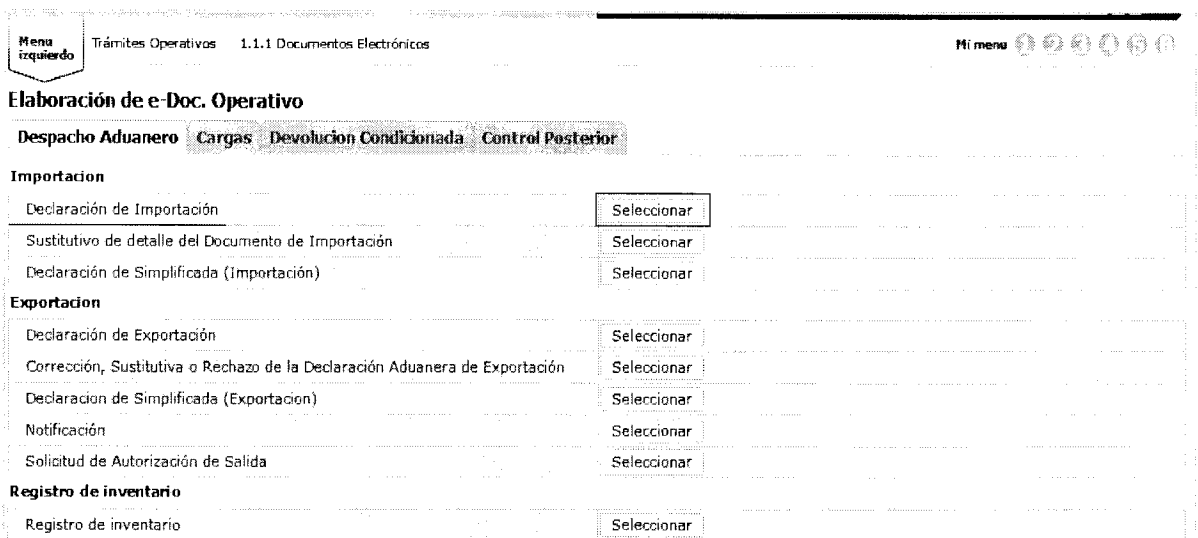 Menu izquierdo
Trámites Operativos 1.1.1 Documentos Electrónicos
Mi menu
Elaboración de e-Doc. Operativo
Despacho Aduanero Cargas Devolucion Condicionada Control Posterior
Importacion
Declaración de Importación Seleccionar
Sustitutivo de detalle del Documento de Importación Seleccionar
Declaración de Simplificada (Importación) Seleccionar
Exportacion
Declaración de Exportación Seleccionar
Corrección, Sustitutiva o Rechazo de la Declaración Aduanera de Exportación Seleccionar
Declaracion de Simplificada (Exportacion) Seleccionar
Notificación Seleccionar
Solicitud de Autorización de Salida Seleccionar
Registro de inventario
Registro de inventario Seleccionar